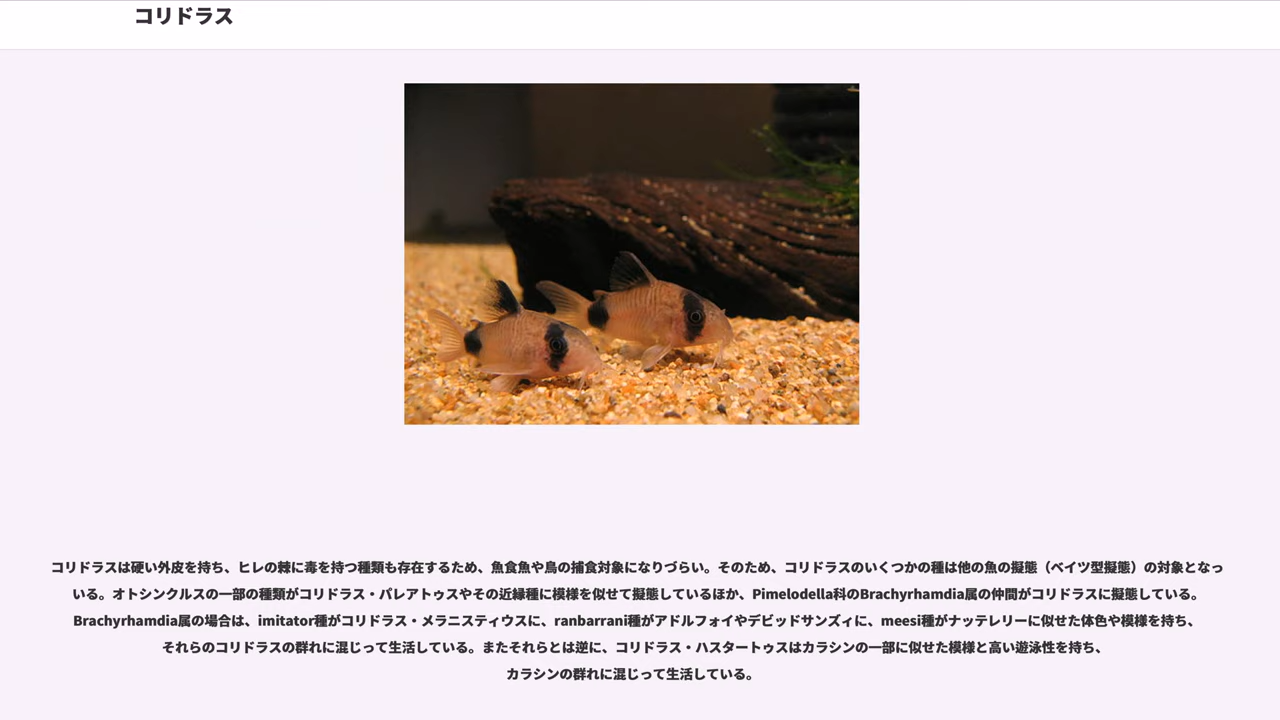 コリドラス
コリドラスは硬い外皮を持ち、ヒレの棘に毒を持つ種類も存在するため、魚食魚や鳥の捕食対象になりづらい。そのため、コリドラスのいくつかの種は他の魚の擬態（ベイツ型擬態）の対象となっ
いる。オトシンクルスの一部の種類がコリドラス・パレアトゥスやその近縁種に模様を似せて擬態しているほか、Pimelodella科のBrachyrhamdia属の仲間がコリドラスに擬態している。
Brachyrhamdia属の場合は、imitator種がコリドラス・メラニスティウスに、ranbarrani種がアドルフォイやデビッドサンズィに、meesi種がナッテレリーに似せた体色や模様を持ち、
それらのコリドラスの群れに混じって生活している。またそれらとは逆に、コリドラス・ハスタートゥスはカラシンの一部に似せた模様と高い遊泳性を持ち、
カラシンの群れに混じって生活している。